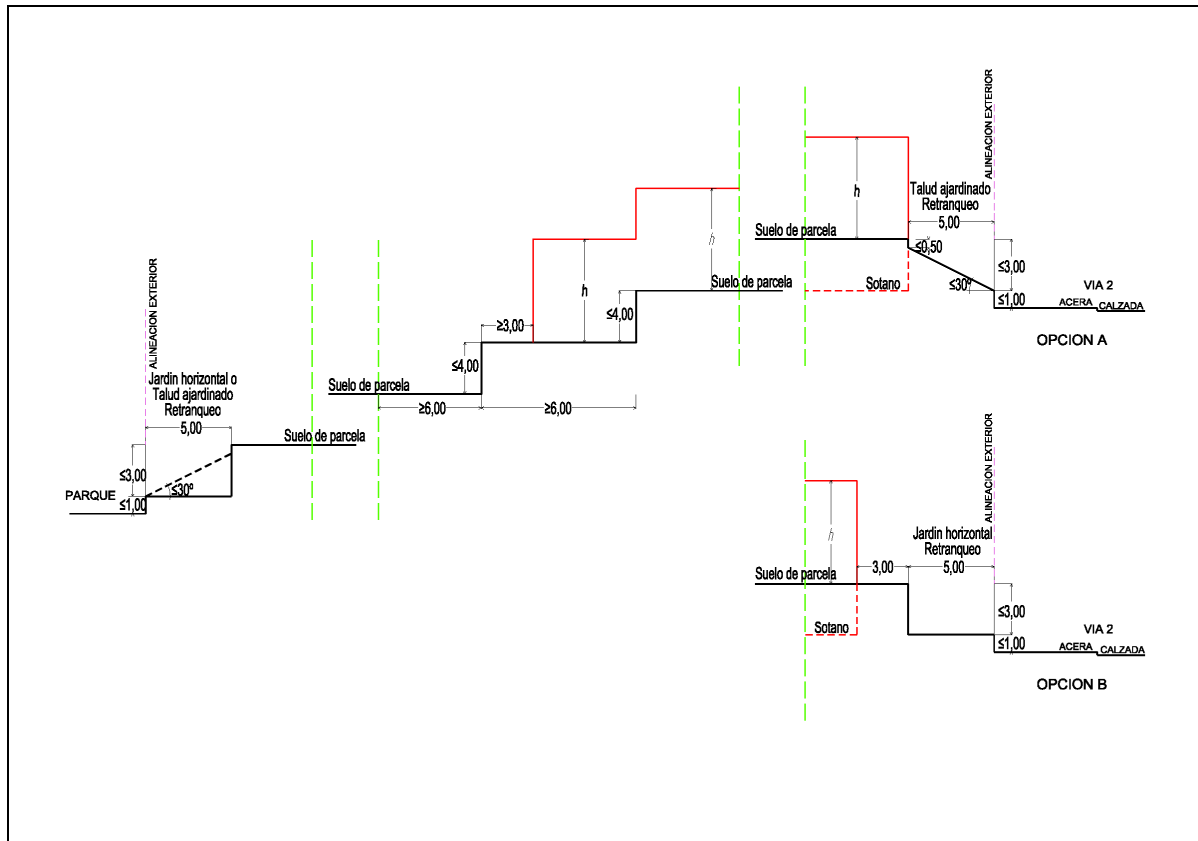 ALINEACION EXTERIOR
Jardin horizontal o
Talud ajardinado
Retranqueo
5,00
Suelo de parcela
≤3,00
≤30º
PARQUE
≤1,00
Suelo de parcela
≤4,00
≥6,00
≥6,00
≥3,00
h
≤4,00
h
Suelo de parcela
ALINEACION EXTERIOR
h
Talud ajardinado
Retranqueo
5,00
Suelo de parcela
≤0,50
≤3,00
Sotano
≤30º
≤1,00
VIA 2
ACERA
CALZADA
OPCION A
ALINEACION EXTERIOR
h
Jardin horizontal
Retranqueo
3,00
5,00
Suelo de parcela
≤3,00
Sotano
≤1,00
VIA 2
ACERA
CALZADA
OPCION B